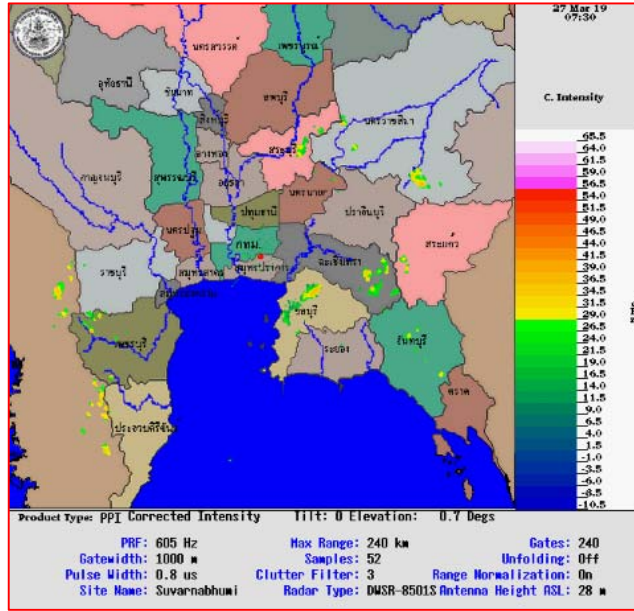 27 Mar 19
07:30
C. Intensity
นครสวรรค์
เพชรบูรณ์
อุทัยธานี
ชัยนาท
ลพบุรี
สิงห์บุรี
นครราชสีมา
อ่างทอง
สระบุรี
กาญจนบุรี
สุพรรณบุรี
อยุธยา
นครนายก
ปทุมธานี
ปราจีนบุรี
นครปฐม
กทม.
สระแก้ว
ฉะเชิงเทรา
ราชบุรี
สมุทรสาคร
สมุทรปราการ
ชลบุรี
เพชรบุรี
ระยอง
จันทบุรี
ตราด
ประจวบคีรีขันธ์
65.5
64.0
61.5
59.0
56.5
54.0
51.5
49.0
46.5
44.0
41.5
39.0
36.5
34.0
31.5
29.0
26.5
24.0
21.5
19.0
16.5
14.0
11.5
9.0
6.5
4.0
1.5
-1.0
-3.5
-6.0
-8.5
-10.5
Product Type: PPI Corrected Intensity Tilt: 0 Elevation: 0.7 Degs
PRF: 605 Hz Max Range: 240 km Gates: 240
Gatewidth: 1000 m Samples: 52 Unfolding: Off
Pulse Width: 0.8 us Clutter Filter: 3 Range Normalization: On
Site Name: Suvarnabhumi Radar Type: DWSR-8501S Antenna Height ASL: 28 m